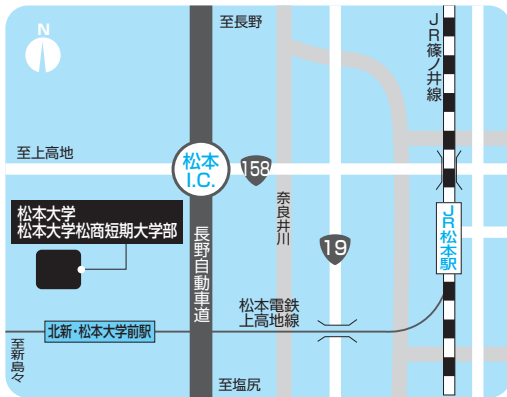 N
至長野
JR篠ノ井線
至上高地
松本
I.C.
158
松本大学
松本大学松商短期大学部
奈良井川
19
JR松本駅
長野自動車道
松本電鉄
上高地線
北新・松本大学前駅
至新島々
至塩尻